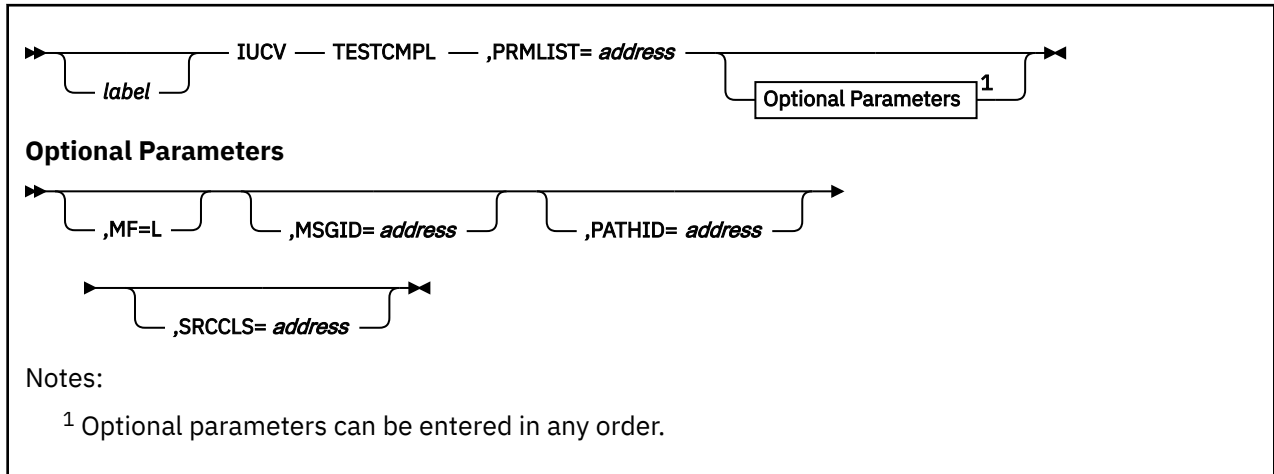 IUCV TESTCMPL ,PRMLIST= address
label
Optional Parameters 1
Optional Parameters
,MF=L ,MSGID= address ,PATHID= address
,SRCCLS= address
Notes:
1 Optional parameters can be entered in any order.